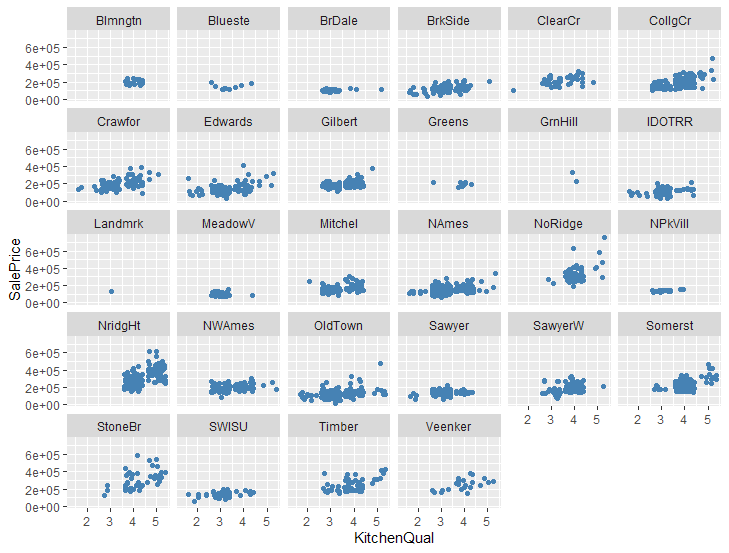 Blmngtn Blueste BrDale BrkSide ClearCr CollgCr
6e+05
4e+05
2e+05
0e+00
Crawfor Edwards Gilbert Greens GrnHill IDOTRR
6e+05
4e+05
2e+05
0e+00
Landmrk MeadowV Mitchel NAmes NoRidge NPkVill
SalePrice
6e+05
4e+05
2e+05
0e+00
NridgHt NWAmes OldTown Sawyer SawyerW Somerst
6e+05
4e+05
2e+05
0e+00
2 3 4 5 2 3 4 5
StoneBr SWISU Timber Veenker
6e+05
4e+05
2e+05
0e+00
2 3 4 5 2 3 4 5 2 3 4 5 2 3 4 5
KitchenQual